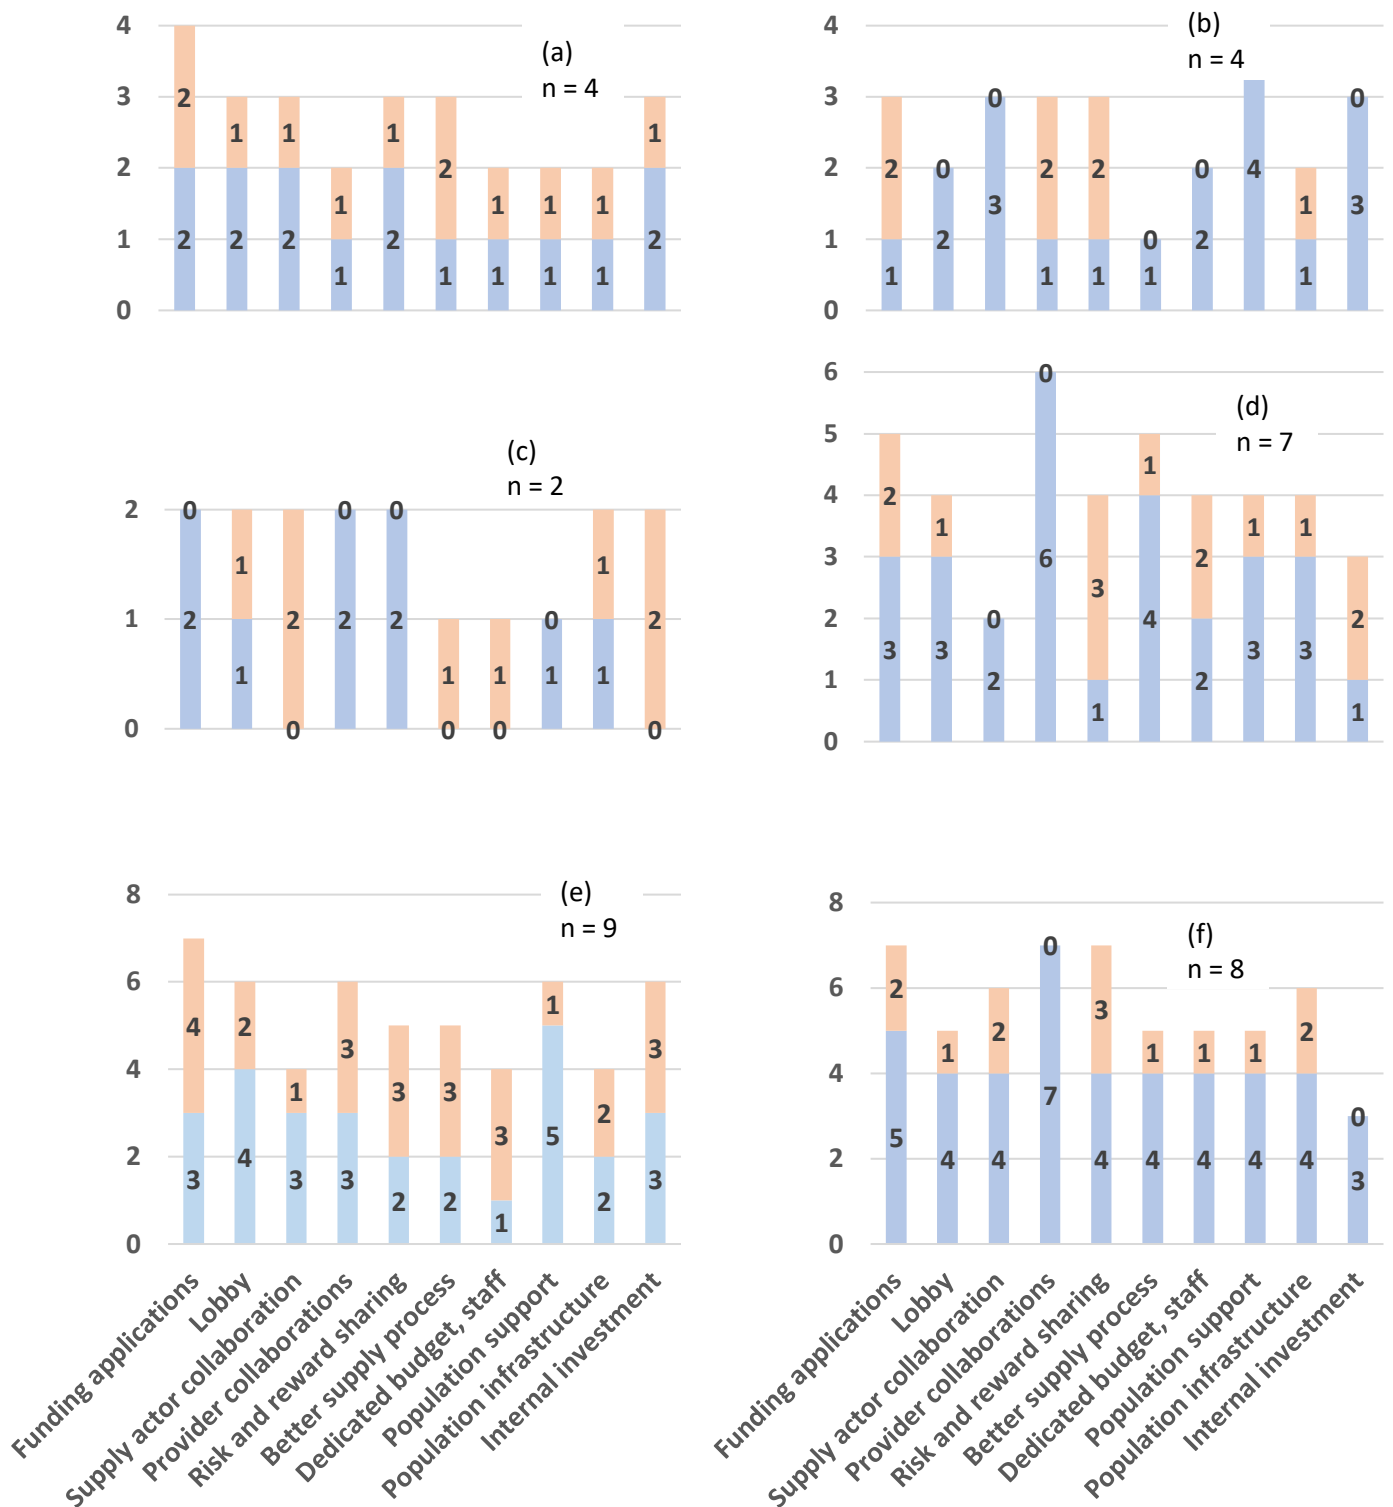 (a)
n = 4
4
3
2
1
0
2 1 1 1 1 2 1 1 1 1
2 2 2 1 2 1 1 1 1 2
(b)
n = 4
4
3
2
1
0
2 0 0 2 2 0 0 1 0
1 2 3 1 1 1 2 4 1 3
(c)
n = 2
2
1
0
0 1 2 0 0 1 1 0 1 2
2 1 0 2 2 0 0 1 1 0
(d)
n = 7
6
5
4
3
2
1
0
2 1 0 0 3 1 2 1 1 2
3 3 2 6 1 4 2 3 3 1
(e)
n = 9
8
6
4
2
0
4 2 1 3 3 3 3 1 2 3
3 4 3 3 2 2 1 5 2 3
Funding applications
Lobby
Supply actor collaboration
Provider collaborations
Risk and reward sharing
Better supply process
Dedicated budget, staff
Population support
Population infrastructure
Internal investment
(f)
n = 8
8
6
4
2
0
2 1 2 0 3 1 1 1 2 0
5 4 4 7 4 4 4 4 4 3
Funding applications
Lobby
Supply actor collaboration
Provider collaborations
Risk and reward sharing
Better supply process
Dedicated budget, staff
Population support
Population infrastructure
Internal investment